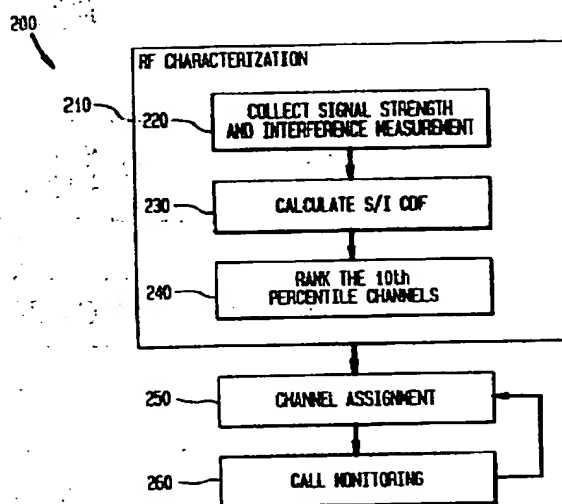 200
RF CHARACTERIZATION
210
220
COLLECT SIGNAL STRENGTH
AND INTERFERENCE MEASUREMENT
230
CALCULATE S/I CDF
240
RANK THE 10th
PERCENTILE CHANNELS
250
CHANNEL ASSIGNMENT
260
CALL MONITORING